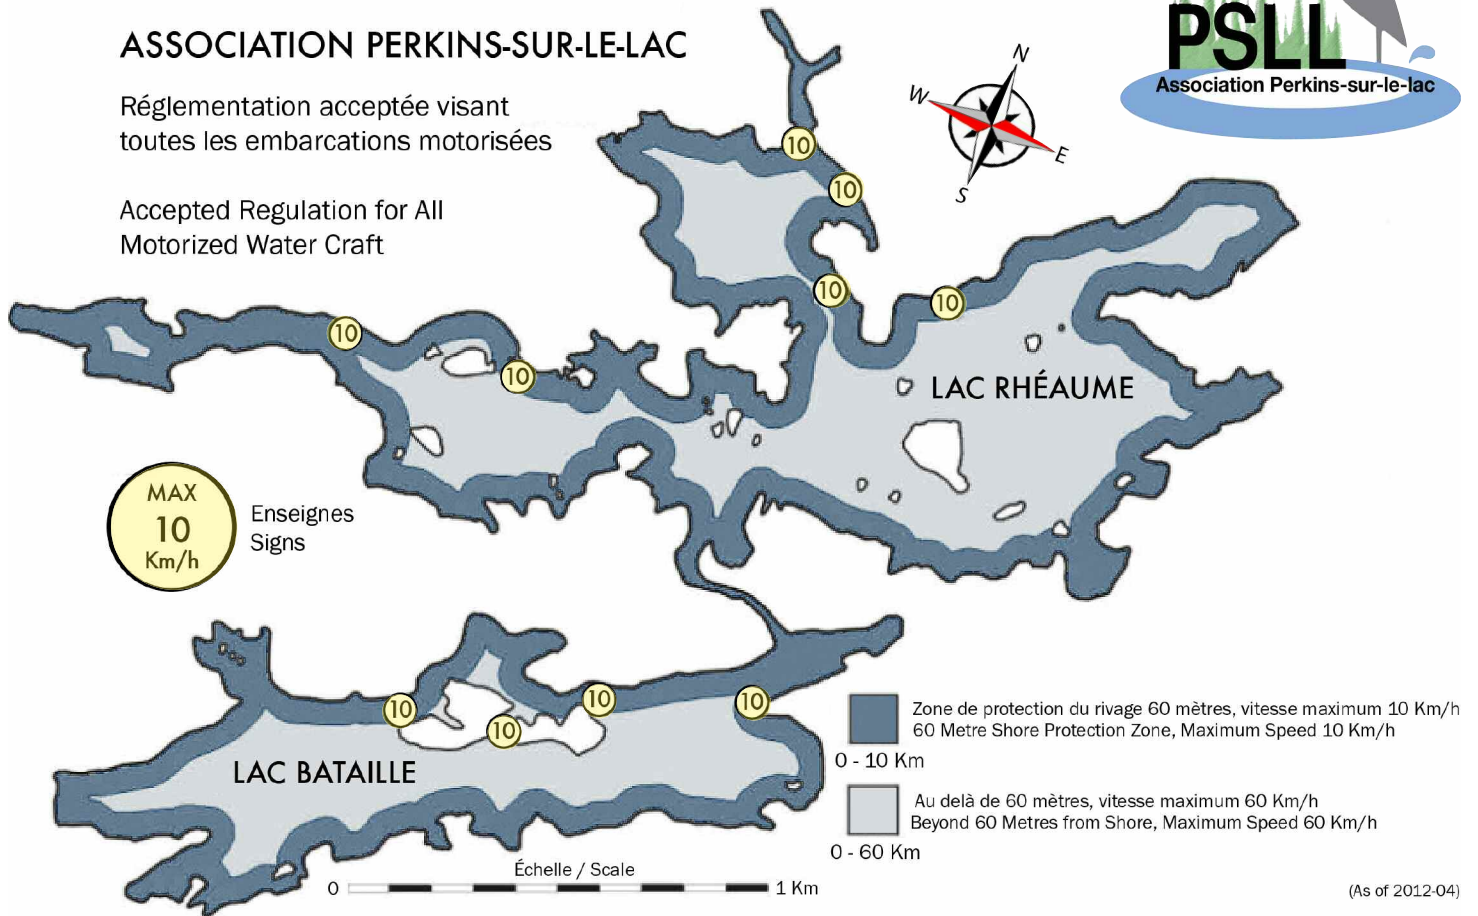 ASSOCIATION PERKINS-SUR-LE-LAC
Réglementation acceptée visant
toutes les embarcations motorisées
Accepted Regulation for All
Motorized Water Craft
PSLL
Association Perkins-sur-le-lac
N
W
E
S
10
10
10
10
10
10
LAC RHÉAUME
MAX
10
Km/h
Enseignes
Signs
10
10
10
10
LAC BATAILLE
Zone de protection du rivage 60 mètres, vitesse maximum 10 Km/h
60 Metre Shore Protection Zone, Maximum Speed 10 Km/h
0 - 10 Km
Au delà de 60 mètres, vitesse maximum 60 Km/h
Beyond 60 Metres from Shore, Maximum Speed 60 Km/h
0 - 60 Km
Échelle / Scale
0
1 Km
(As of 2012-04)